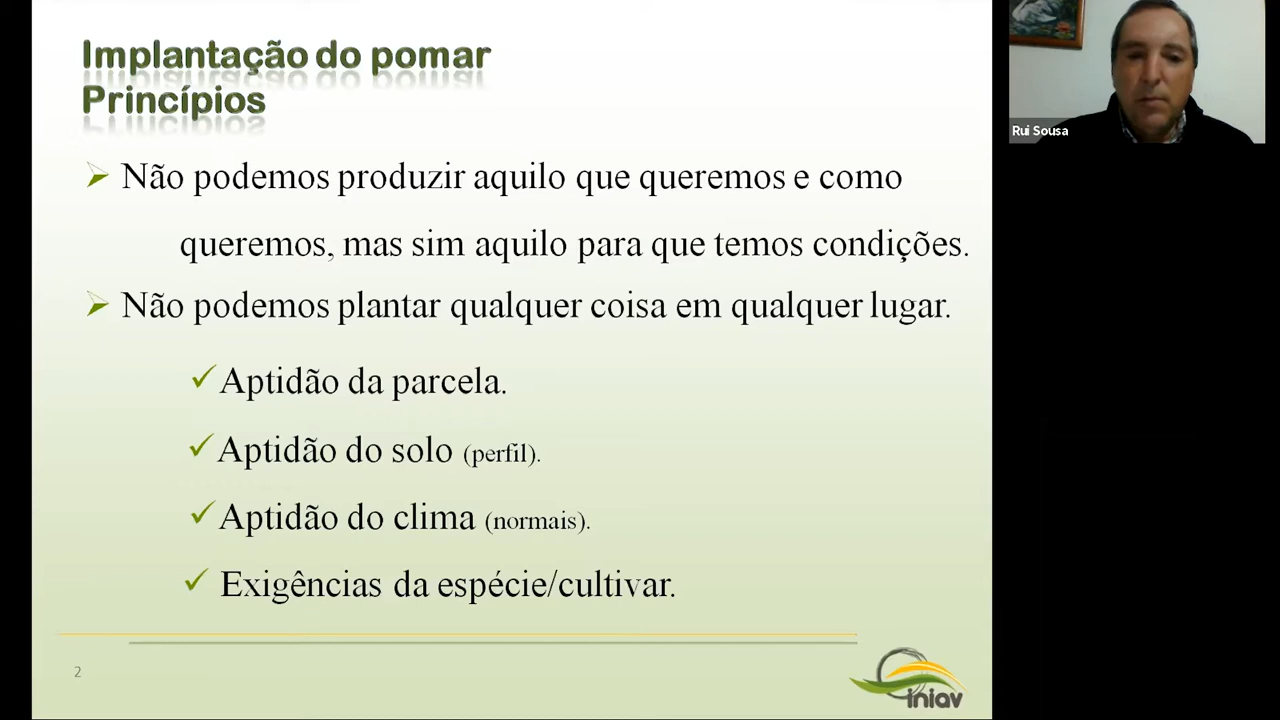 Implantação do pomar
Princípios
Rui Sousa
➢ Não podemos produzir aquilo que queremos e como
queremos, mas sim aquilo para que temos condições.
➢ Não podemos plantar qualquer coisa em qualquer lugar.
✓ Aptidão da parcela.
✓ Aptidão do solo (perfil).
✓ Aptidão do clima (normais).
✓ Exigências da espécie/cultivar.
2
iniav